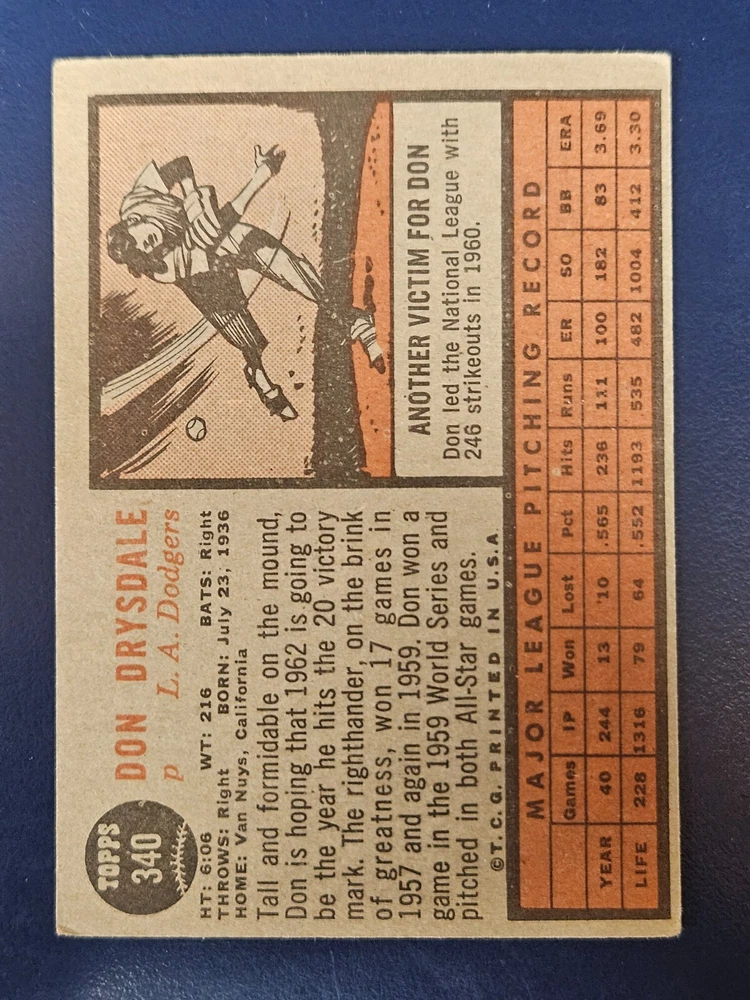 TOPPS
340
DON DRYSDALE
p L. A. Dodgers
HT: 6:06 WT: 216 BATS: Right
THROWS: Right BORN: July 23, 1936
HOME: Van Nuys, California
Tall and formidable on the mound,
Don is hoping that 1962 is going to
be the year he hits the 20 victory
mark. The righthander, on the brink
of greatness, won 17 games in
1957 and again in 1959. Don won a
game in the 1959 World Series and
pitched in both All-Star games.
©T. C. G. PRINTED IN U.S.A
ANOTHER VICTIM FOR DON
Don led the National League with
246 strikeouts in 1960.
MAJOR LEAGUE PITCHING RECORD
Games IP Won Lost Pct Hits Runs ER SO BB ERA
YEAR 40 244 13 '10 .565 236 111 100 182 83 3.69
LIFE 228 1316 79 64 .552 1193 535 482 1004 412 3.30